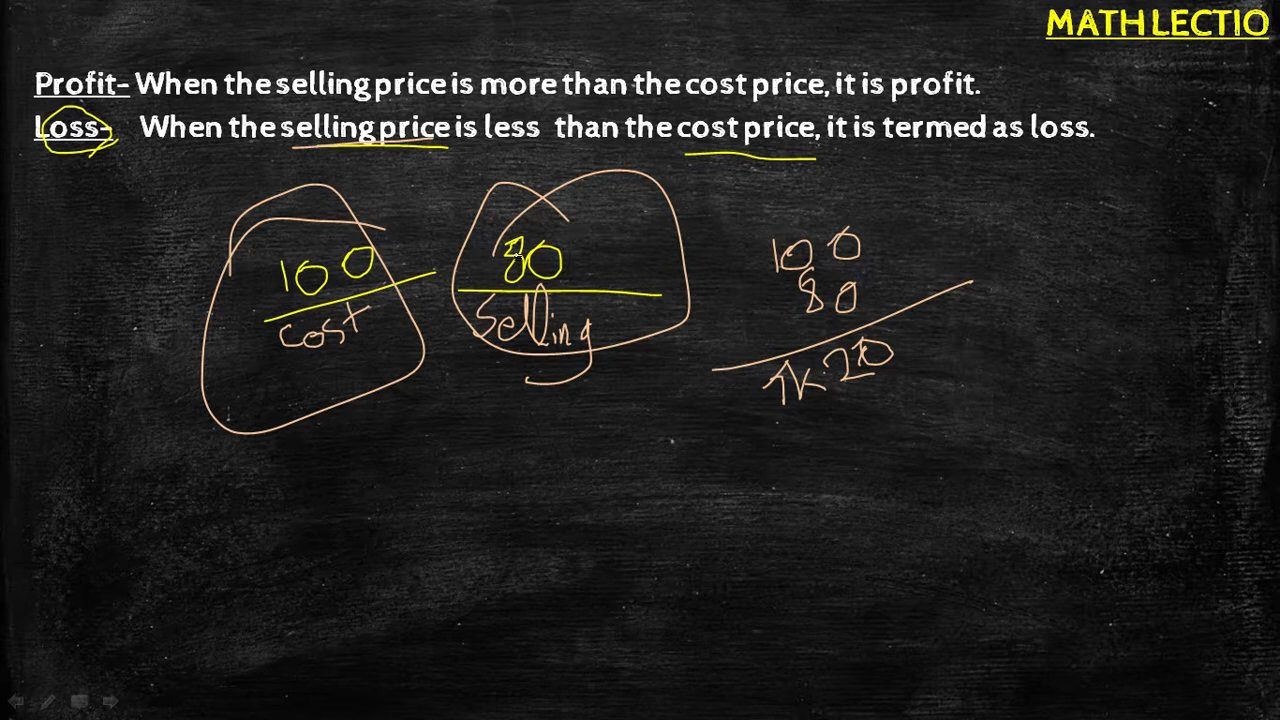 MATH LECTIO
Profit- When the selling price is more than the cost price, it is profit.
Loss- When the selling price is less than the cost price, it is termed as loss.
100
cost
80
Selling
100
80
Tk. 20